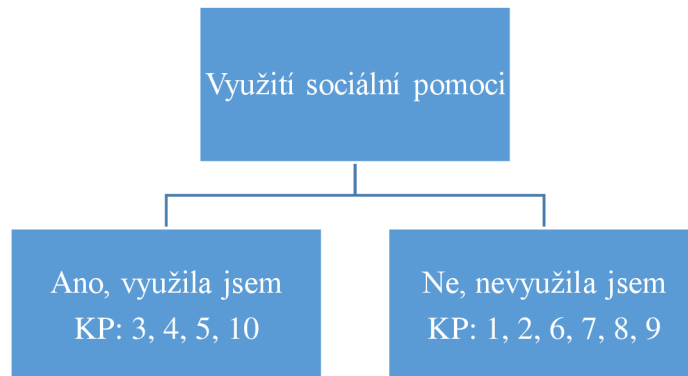 Využití sociální pomoci
Ano, využila jsem
KP: 3, 4, 5, 10
Ne, nevyužila jsem
KP: 1, 2, 6, 7, 8, 9